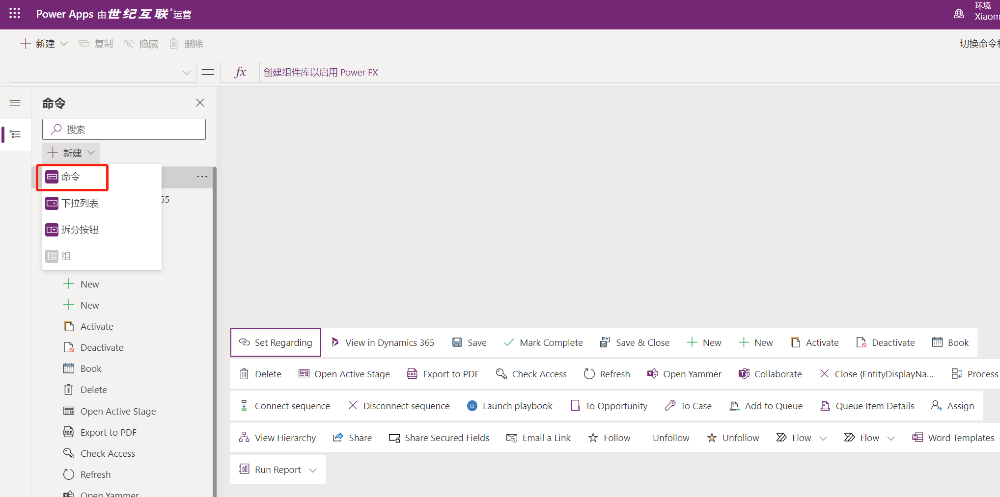 Power Apps 由世纪互联®运营
环境
Xiaom
新建
复制
隐藏
删除
切换命令
fx
创建组件库以启用 Power FX
命令
搜索
新建
命令
...
下拉列表
65
拆分按钮
组
New
New
Activate
Deactivate
Book
Delete
Open Active Stage
Export to PDF
Check Access
Refresh
Open Yammer
Set Regarding
View in Dynamics 365
Save
Mark Complete
Save & Close
New
New
Activate
Deactivate
Book
Delete
Open Active Stage
Export to PDF
Check Access
Refresh
Open Yammer
Collaborate
Close {EntityDisplayNa...
Process
Connect sequence
Disconnect sequence
Launch playbook
To Opportunity
To Case
Add to Queue
Queue Item Details
Assign
View Hierarchy
Share
Share Secured Fields
Email a Link
Follow
Unfollow
Unfollow
Flow
Flow
Word Templates
Run Report